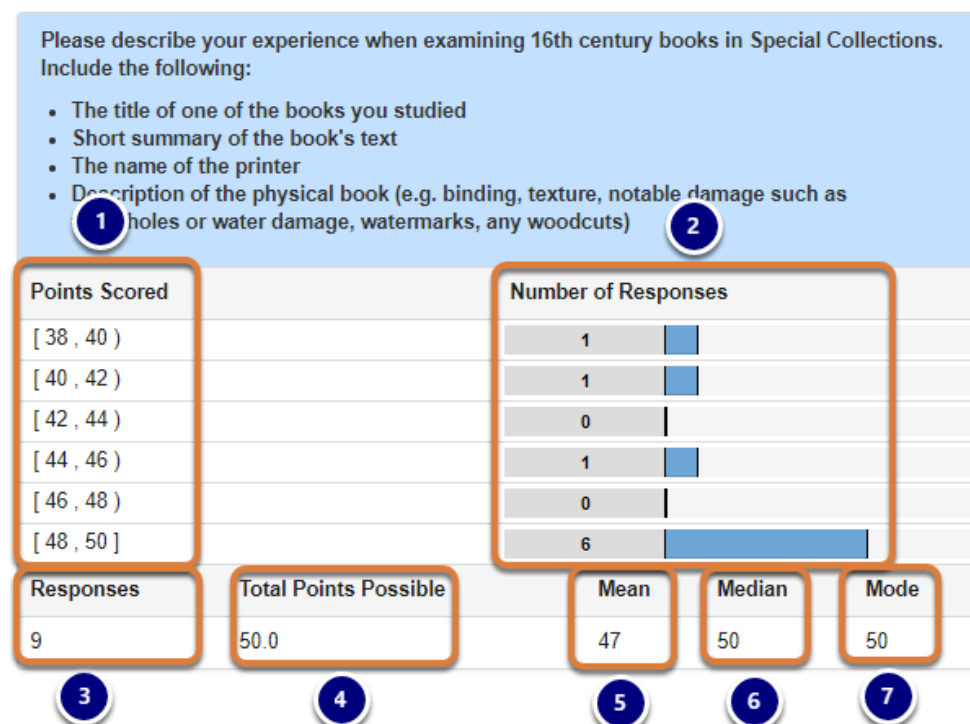 Please describe your experience when examining 16th century books in Special Collections.
Include the following:
• The title of one of the books you studied
• Short summary of the book's text
• The name of the printer
• Description of the physical book (e.g. binding, texture, notable damage such as
holes or water damage, watermarks, any woodcuts)
1
2
Points Scored Number of Responses
[ 38 , 40 ) 1
[ 40 , 42 ) 1
[ 42 , 44 ) 0
[ 44 , 46 ) 1
[ 46 , 48 ) 0
[ 48 , 50 ] 6
Responses Total Points Possible Mean Median Mode
9 50.0 47 50 50
3 4 5 6 7